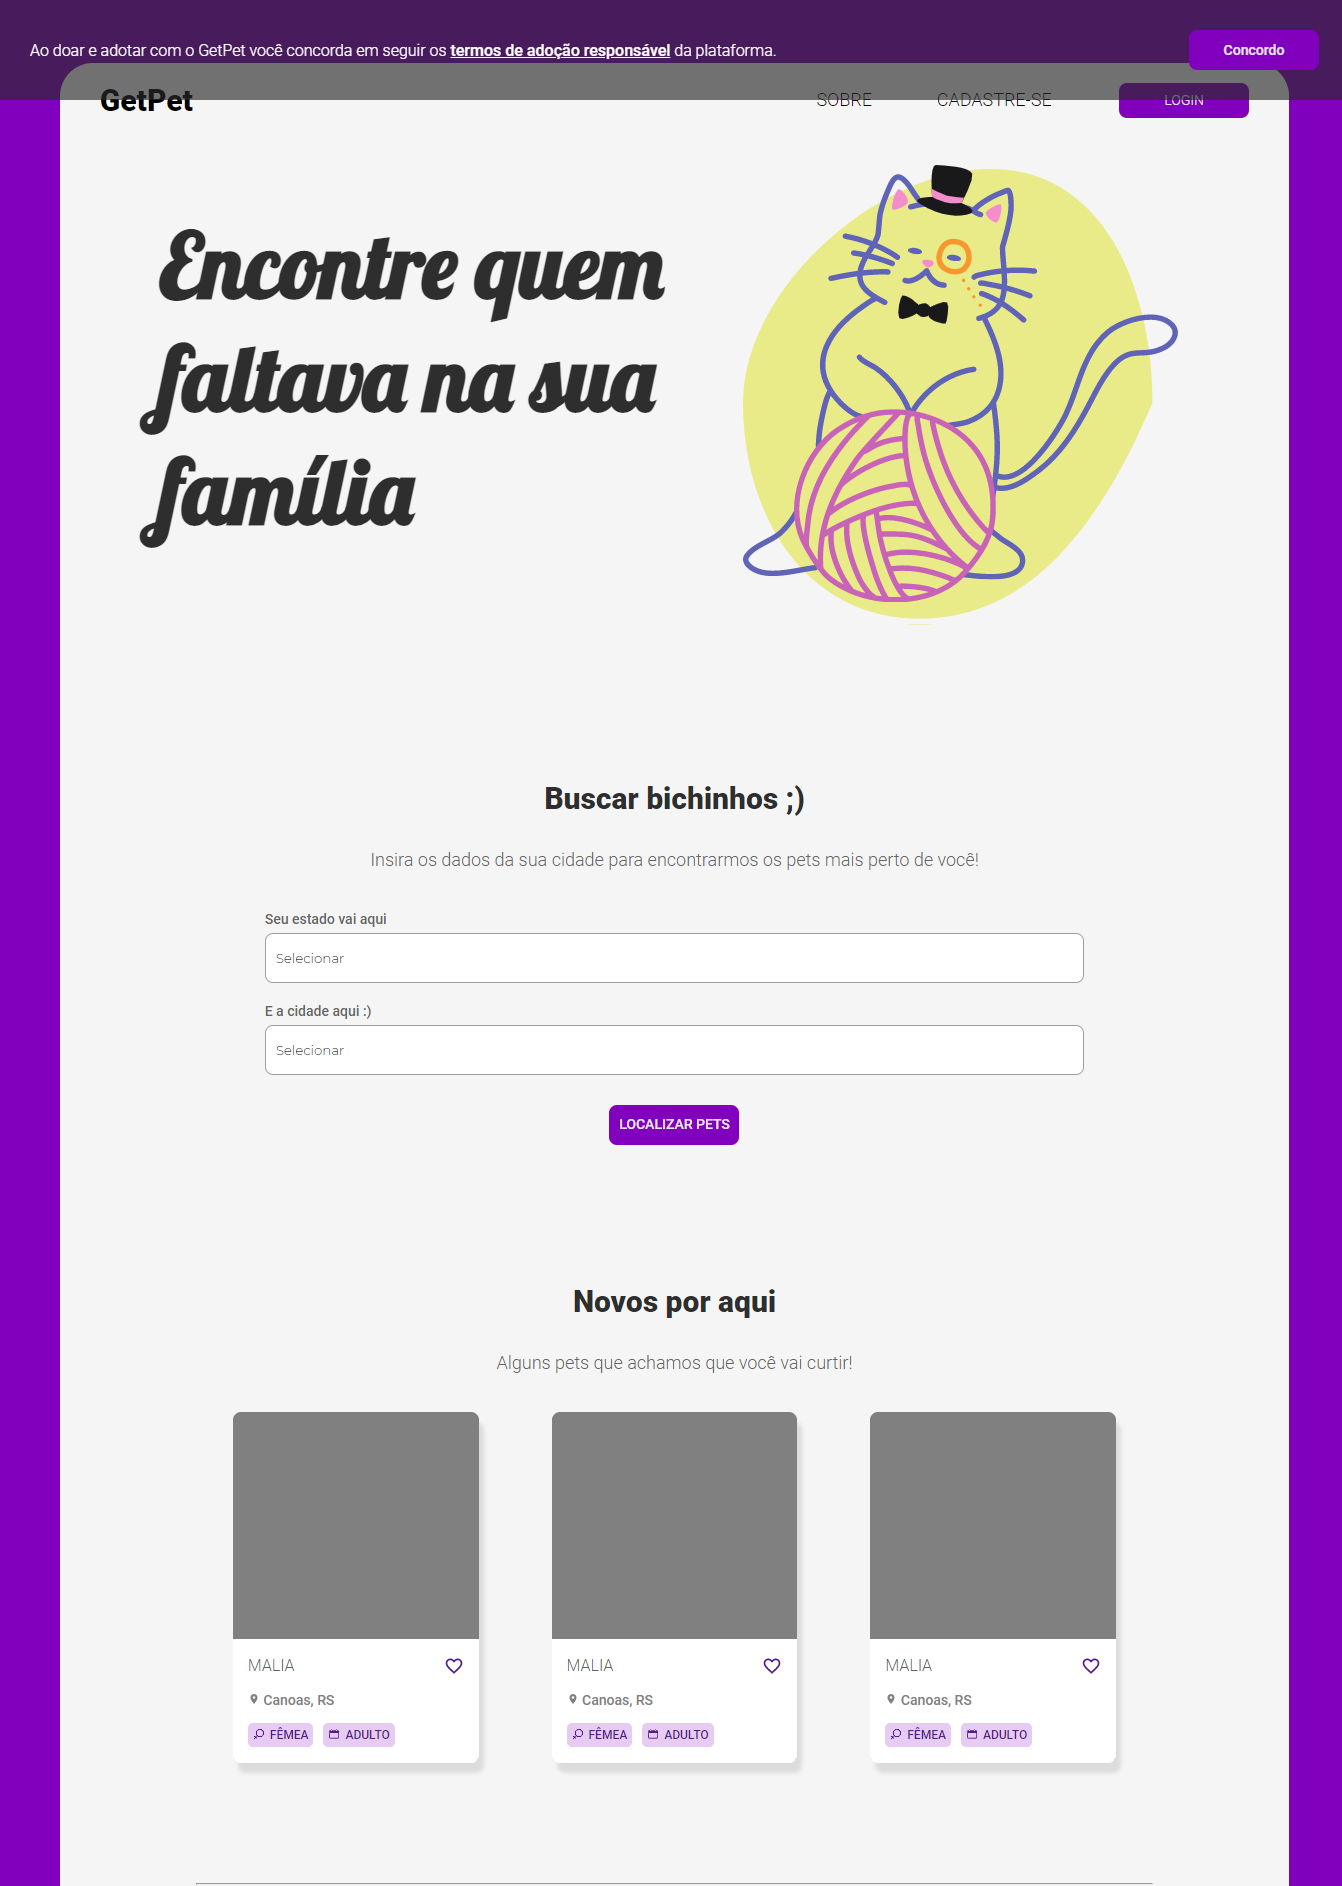 Ao doar e adotar com o GetPet você concorda em seguir os termos de adoção responsável da plataforma.
Concordo
GetPet
SOBRE
CADASTRE-SE
LOGIN
Encontre quem
faltava na sua
família
Buscar bichinhos ;)
Insira os dados da sua cidade para encontrarmos os pets mais perto de você!
Seu estado vai aqui
Selecionar
E a cidade aqui :)
Selecionar
LOCALIZAR PETS
Novos por aqui
Alguns pets que achamos que você vai curtir!
MALIA
Canoas, RS
FÊMEA
ADULTO
MALIA
Canoas, RS
FÊMEA
ADULTO
MALIA
Canoas, RS
FÊMEA
ADULTO